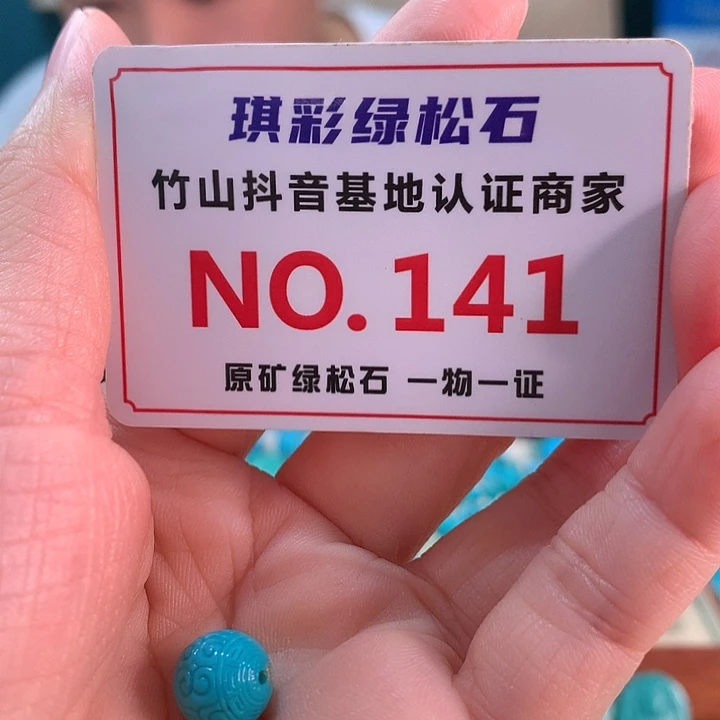 琪彩绿松石
竹山抖音基地认证商家
NO.141
原矿绿松石 一物一证